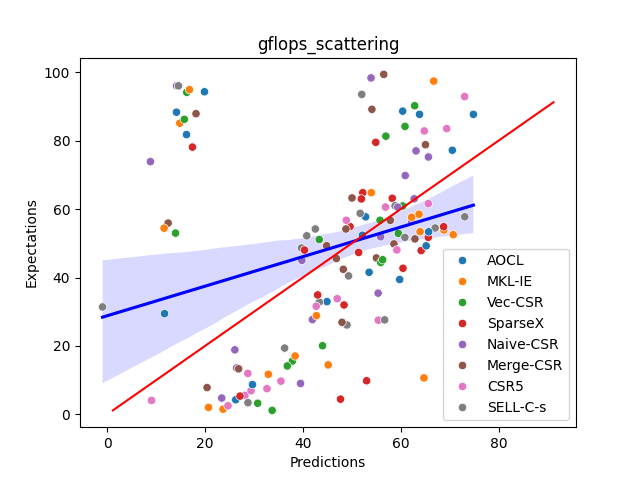 gflops_scattering
Expectations
100
80
60
40
20
0
0 20 40 60 80
Predictions
AOCL
MKL-IE
Vec-CSR
SparseX
Naive-CSR
Merge-CSR
CSR5
SELL-C-s